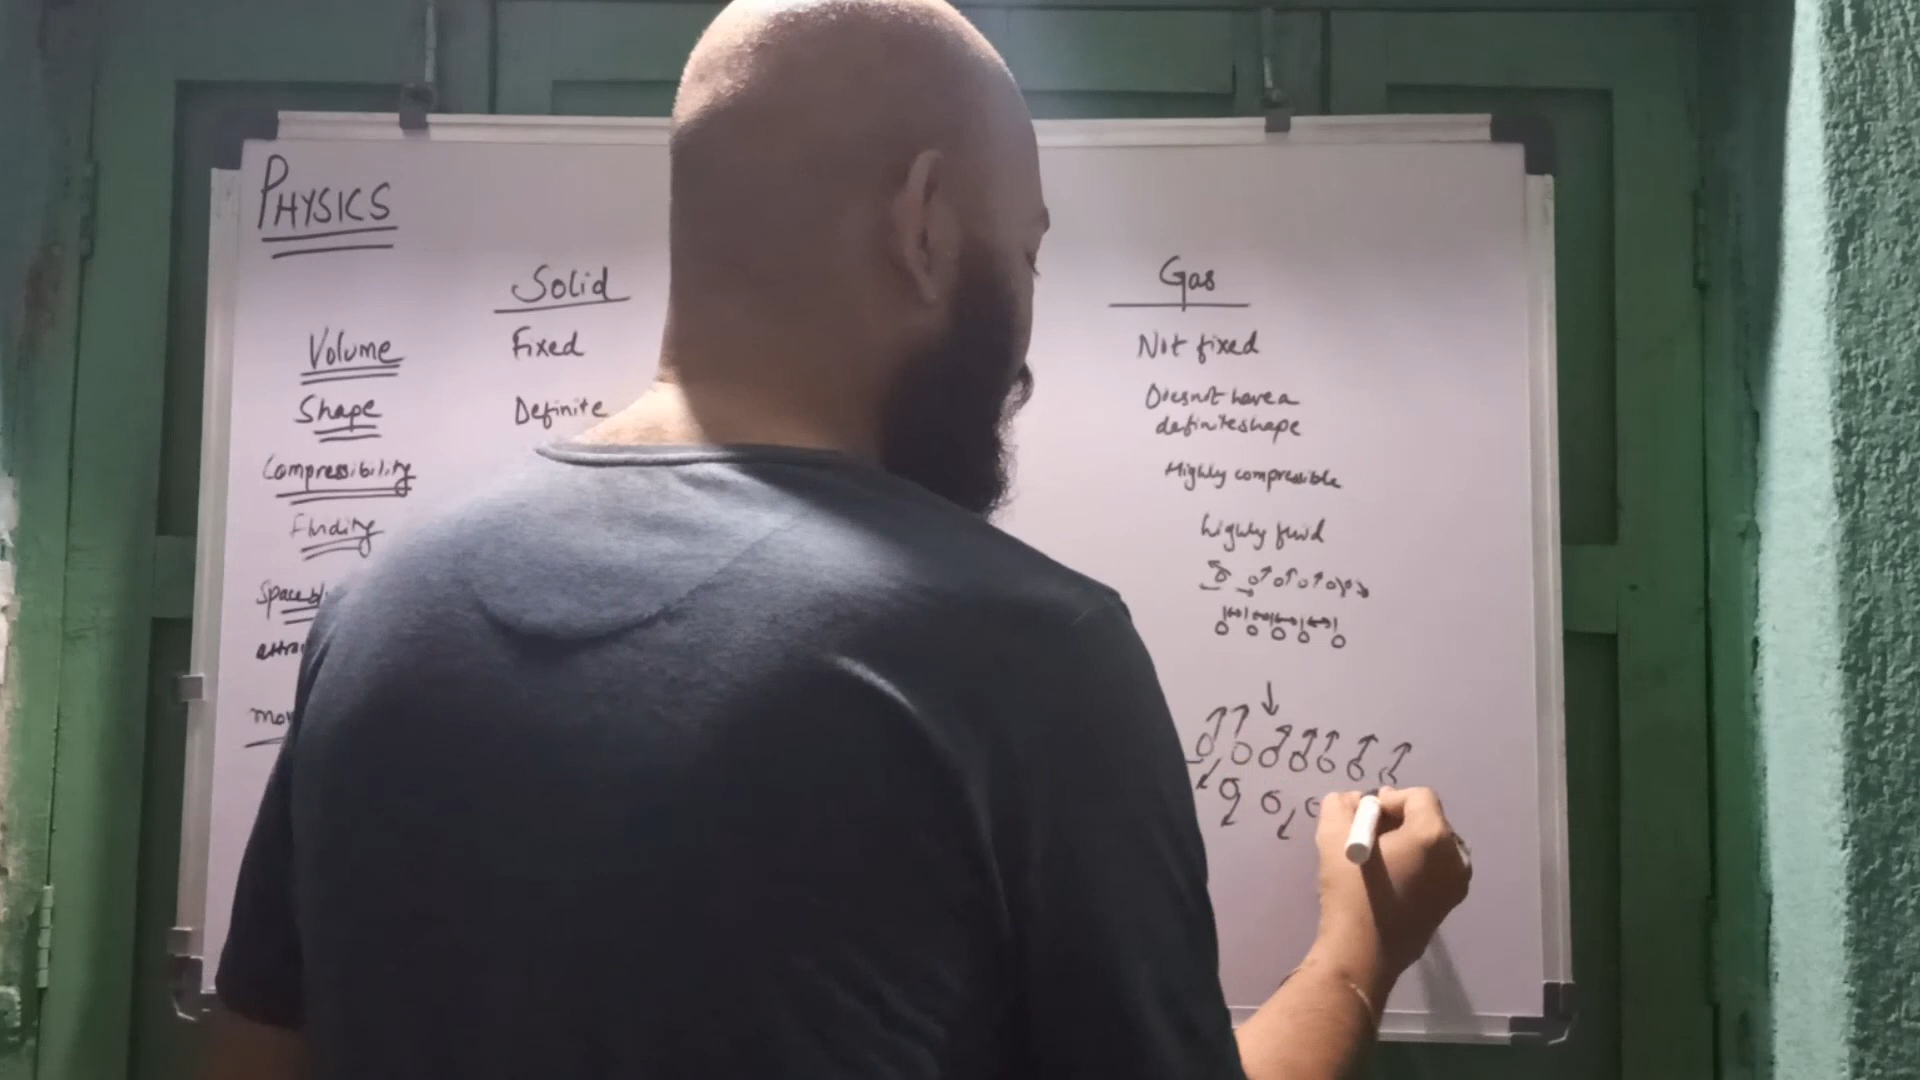 PHYSICS
Solid Gas
Volume Fixed Not fixed
Shape Definite Doesn't have a
definite shape
Compressibility Highly compressible
Fluidity highly fluid
Space b/